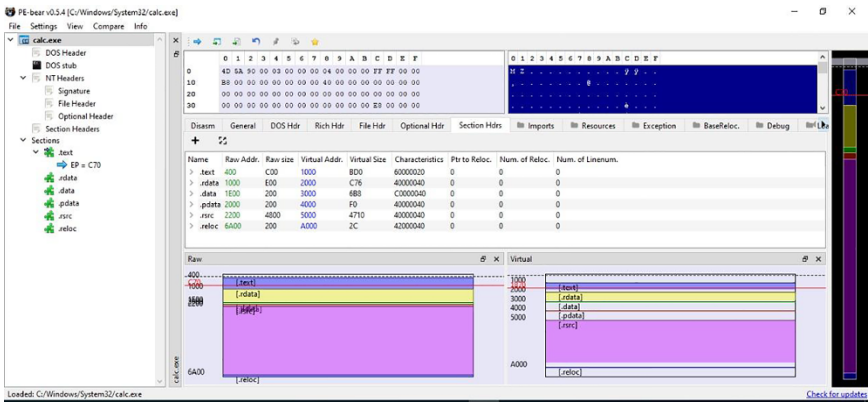 PE-bear v0.5.4 [C:/Windows/System32/calc.exe]
File Settings View Compare Info
calc.exe
DOS Header
DOS stub
NT Headers
Signature
File Header
Optional Header
Section Headers
Sections
.text
EP = C70
.rdata
.data
.pdata
.rsrc
.reloc
0 1 2 3 4 5 6 7 8 9 A B C D E F
0 4D 5A 90 00 03 00 00 00 04 00 00 00 FF FF 00 00
10 B8 00 00 00 00 00 00 00 40 00 00 00 00 00 00 00
20 00 00 00 00 00 00 00 00 00 00 00 00 00 00 00 00
30 00 00 00 00 00 00 00 00 00 00 00 00 E8 00 00 00
0 1 2 3 4 5 6 7 8 9 A B C D E F
M Z . . . . . . . . . . ÿ ÿ . .
¸ . . . . . . . @ . . . . . . .
. . . . . . . . . . . . . . . .
. . . . . . . . . . . . è . . .
Disasm General DOS Hdr Rich Hdr File Hdr Optional Hdr Section Hdrs Imports Resources Exception BaseReloc. Debug
Name Raw Addr. Raw size Virtual Addr. Virtual Size Characteristics Ptr to Reloc. Num. of Reloc. Num. of Linenum.
> .text 400 C00 1000 BD0 60000020 0 0 0
> .rdata 1000 E00 2000 C76 40000040 0 0 0
> .data 1E00 200 3000 6B8 C0000040 0 0 0
> .pdata 2000 200 4000 F0 40000040 0 0 0
> .rsrc 2200 4800 5000 4710 40000040 0 0 0
> .reloc 6A00 200 A000 2C 42000040 0 0 0
Raw
400
C70
1000
6A00
[.text]
[.rdata]
[.reloc]
Virtual
1000
2000
3000
4000
5000
A000
[.text]
[.rdata]
[.data]
[.pdata]
[.rsrc]
[.reloc]
calc.exe
C70
Loaded: C:/Windows/System32/calc.exe
Check for updates